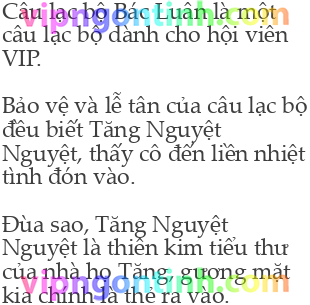 Câu lạc bộ Bác Luân là một
câu lạc bộ dành cho hội viên
VIP.
Bảo vệ và lễ tân của câu lạc bộ
đều biết Tăng Nguyệt
Nguyệt, thấy cô đến liền nhiệt
tình đón vào.
Đùa sao, Tăng Nguyệt
Nguyệt là thiên kim tiểu thư
của nhà họ Tăng, gương mặt
kia chính là thẻ ra vào.
vipngontinh.com
vipngontinh.com